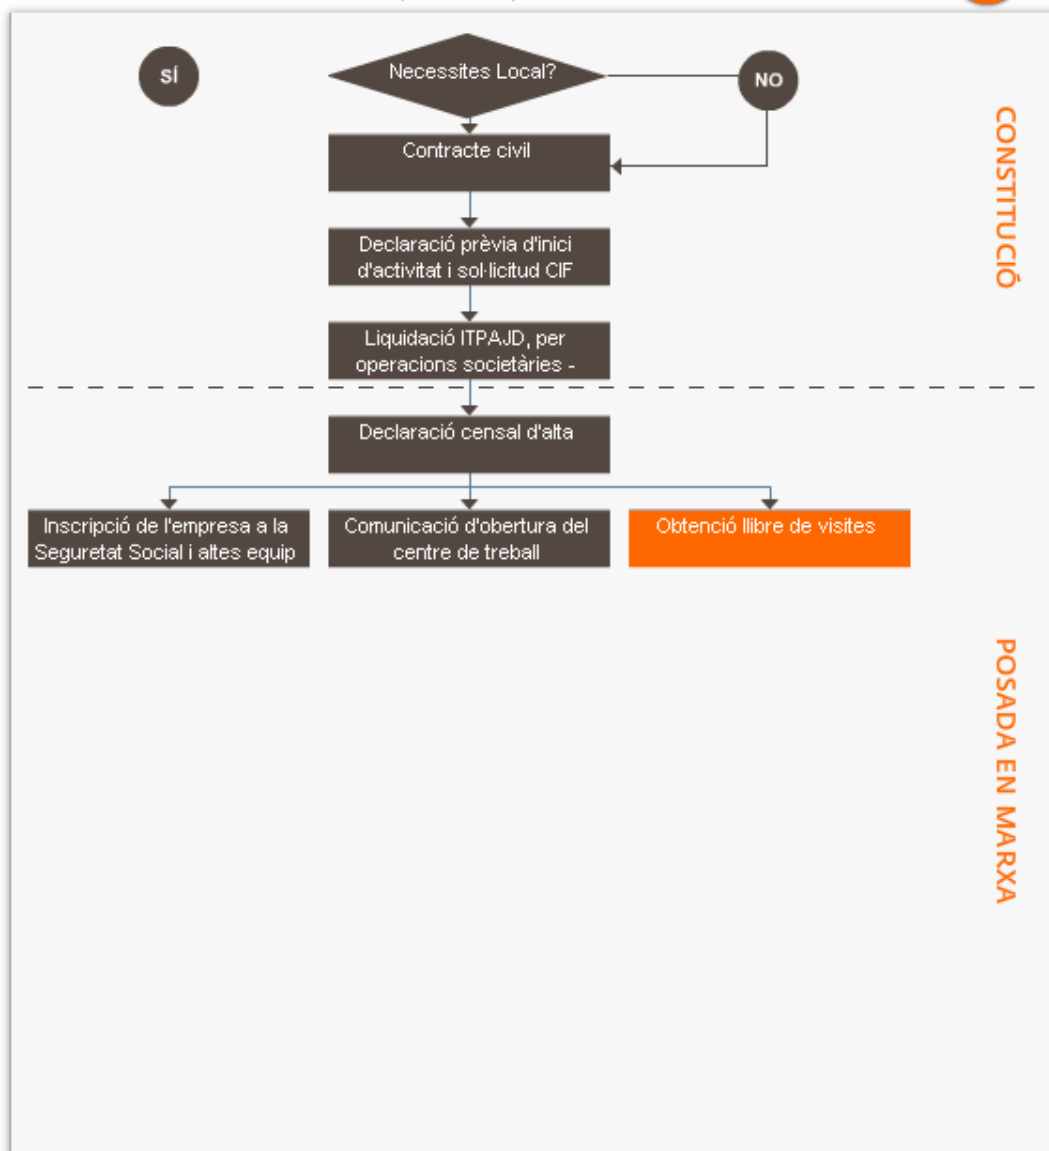 SÍ
Necessites Local?
NO
Contracte civil
Declaració prèvia d'inici
d'activitat i sol·licitud CIF
Liquidació ITPAJD, per
operacions societàries -
CONSTITUCIÓ
Declaració censal d'alta
Inscripció de l'empresa a la
Seguretat Social i altes equip
Comunicació d'obertura del
centre de treball
Obtenció llibre de visites
POSADA EN MARXA